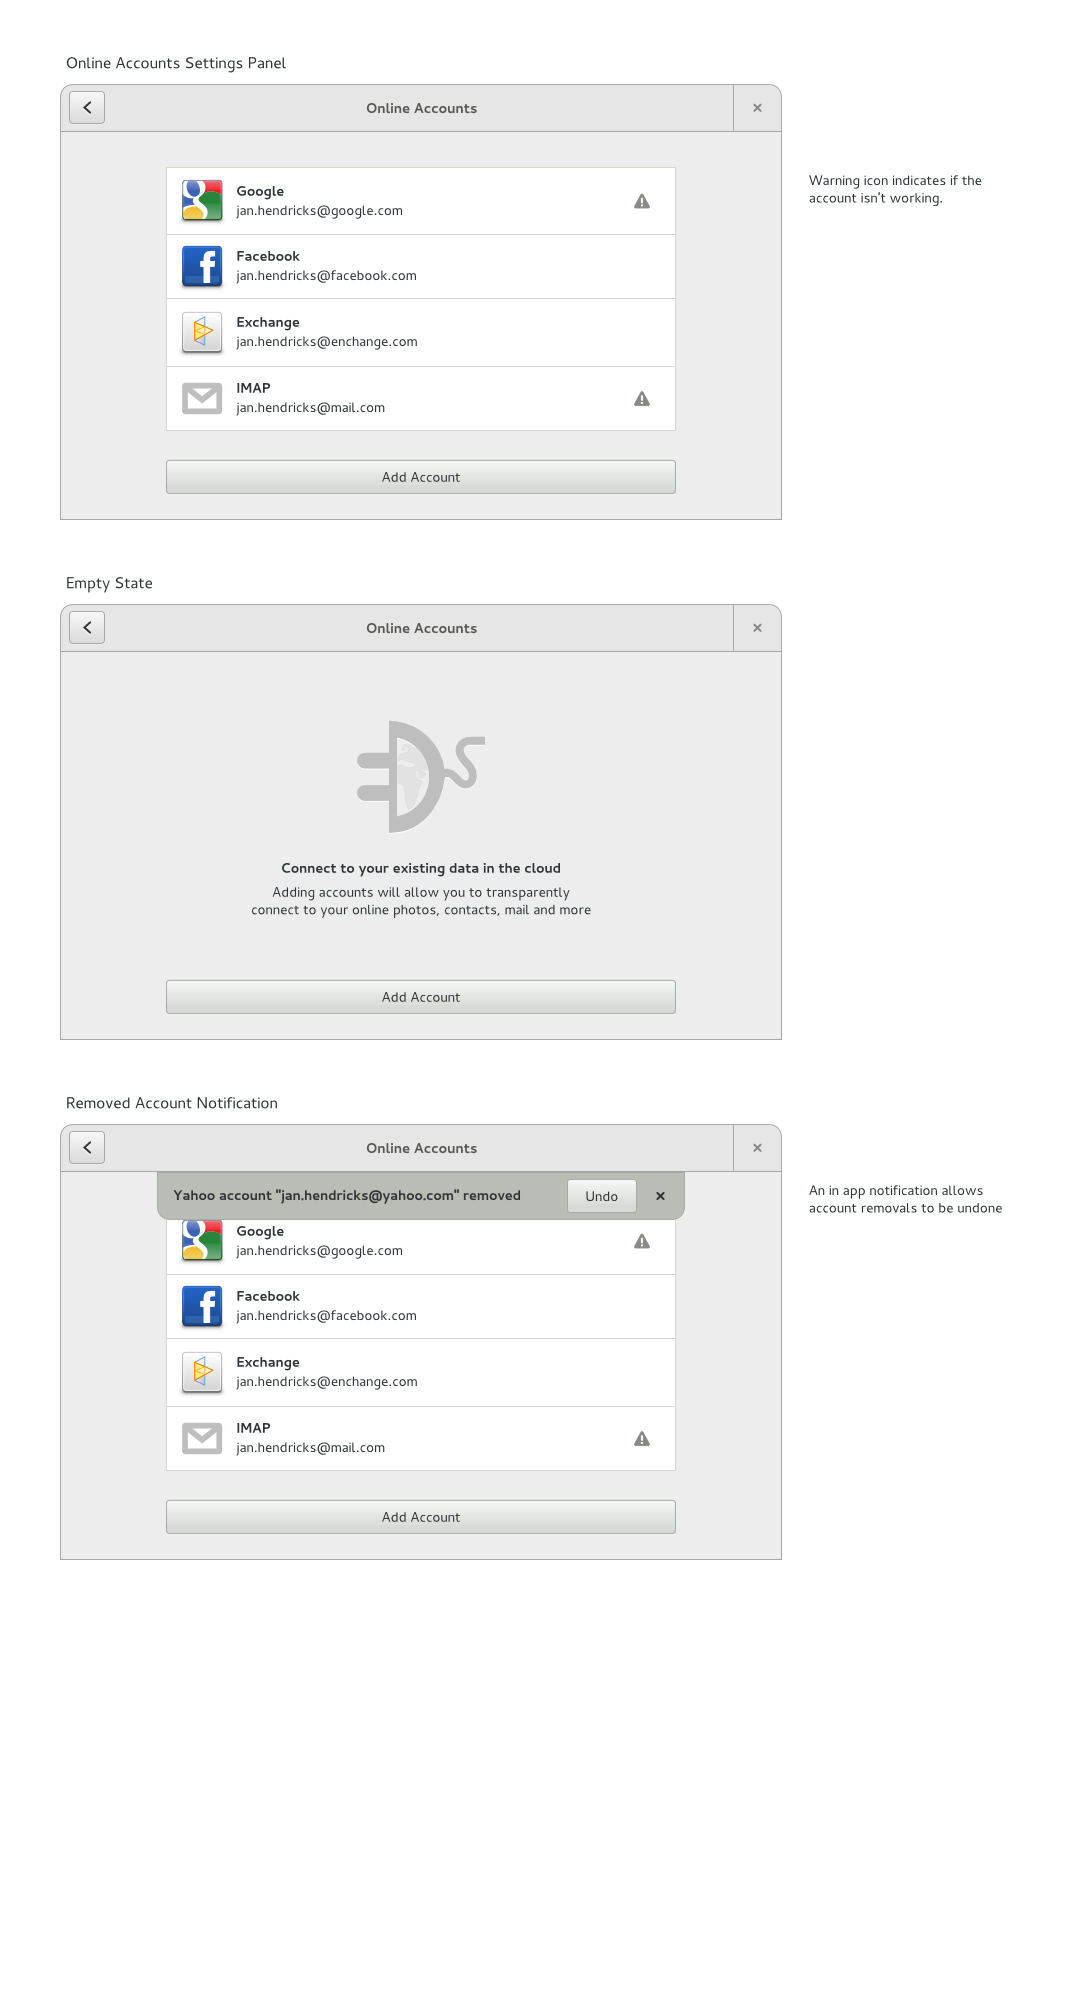 Online Accounts Settings Panel
Online Accounts
Google
jan.hendricks@google.com
Warning icon indicates if the
account isn't working.
Facebook
jan.hendricks@facebook.com
Exchange
jan.hendricks@enchange.com
IMAP
jan.hendricks@mail.com
Add Account
Empty State
Online Accounts
Connect to your existing data in the cloud
Adding accounts will allow you to transparently
connect to your online photos, contacts, mail and more
Add Account
Removed Account Notification
Online Accounts
Yahoo account "jan.hendricks@yahoo.com" removed
Undo
An in app notification allows
account removals to be undone
Google
jan.hendricks@google.com
Facebook
jan.hendricks@facebook.com
Exchange
jan.hendricks@enchange.com
IMAP
jan.hendricks@mail.com
Add Account